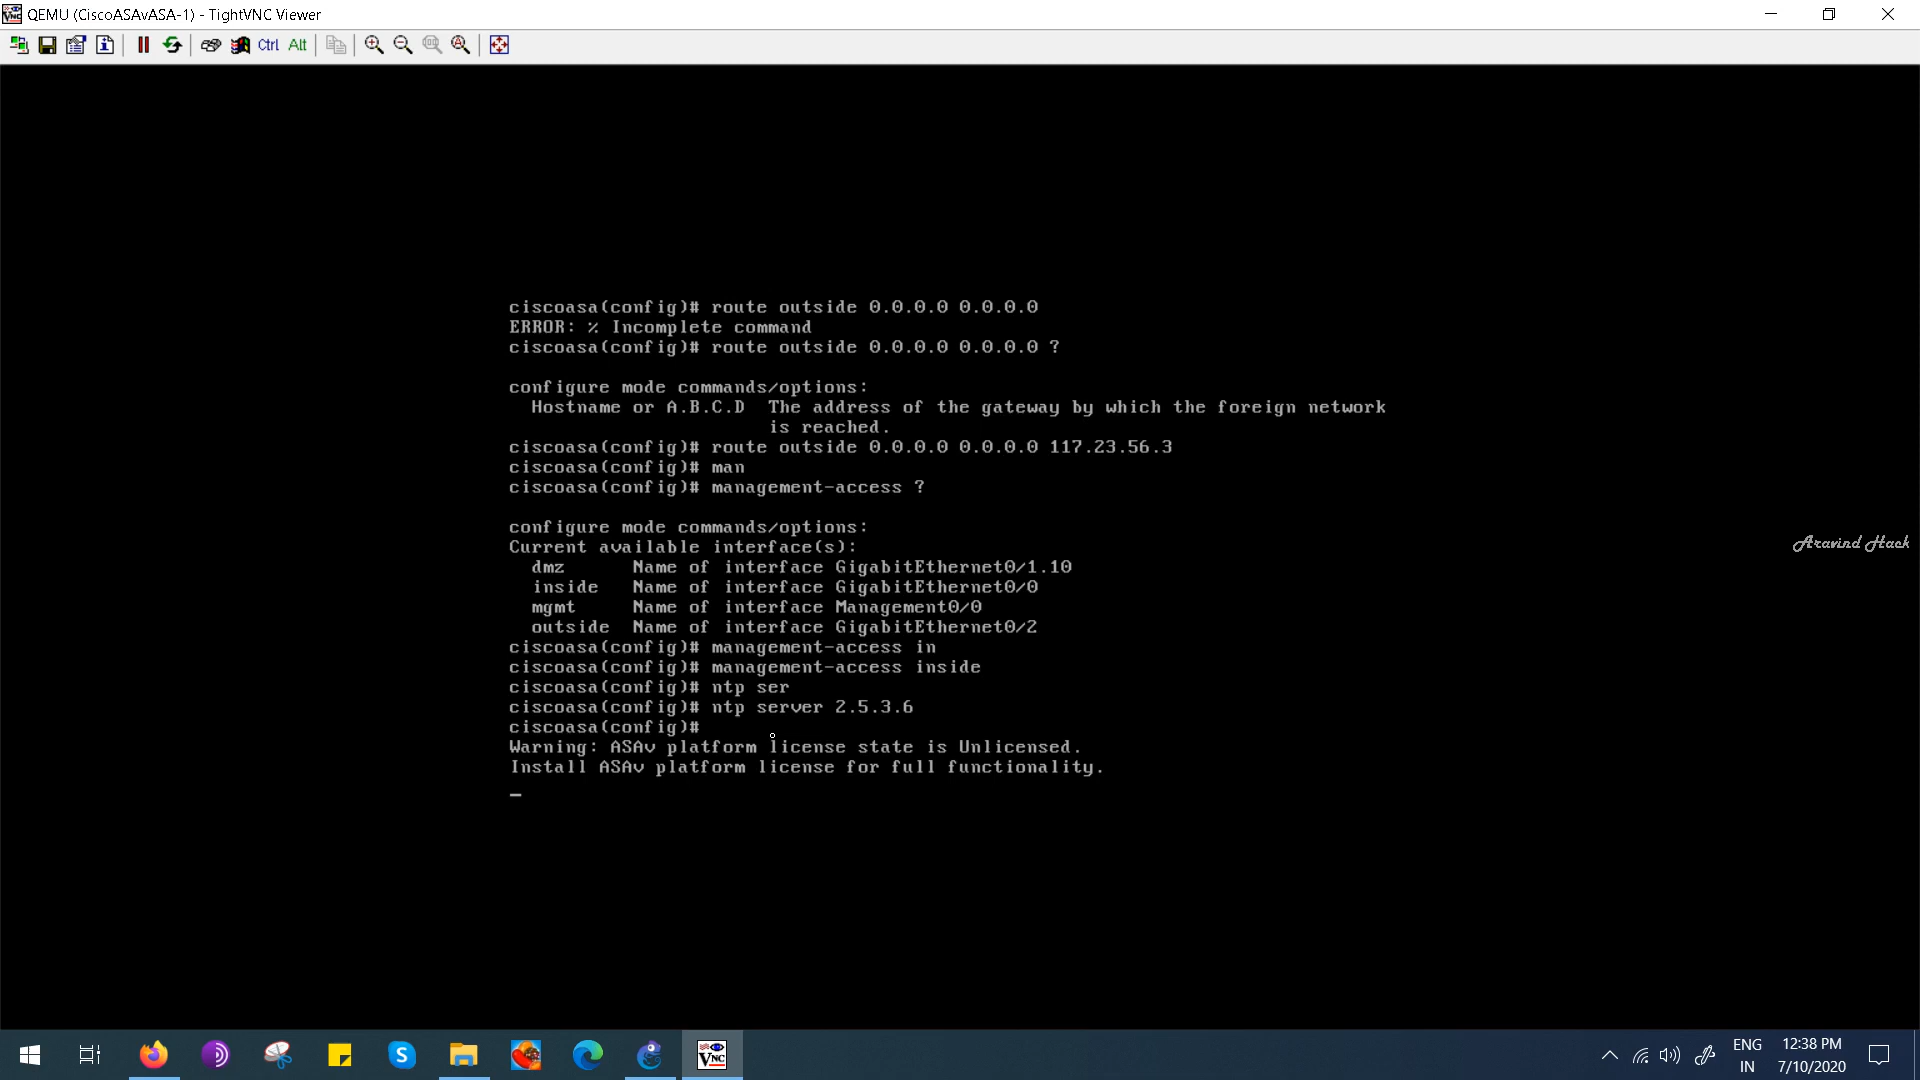 QEMU (CiscoASAvASA-1) - TightVNC Viewer
Ctrl Alt
ciscoasa(config)# route outside 0.0.0.0 0.0.0.0
ERROR: % Incomplete command
ciscoasa(config)# route outside 0.0.0.0 0.0.0.0 ?
configure mode commands/options:
Hostname or A.B.C.D The address of the gateway by which the foreign network
is reached.
ciscoasa(config)# route outside 0.0.0.0 0.0.0.0 117.23.56.3
ciscoasa(config)# man
ciscoasa(config)# management-access ?
configure mode commands/options:
Current available interface(s):
dmz Name of interface GigabitEthernet0/1.10
inside Name of interface GigabitEthernet0/0
mgmt Name of interface Management0/0
outside Name of interface GigabitEthernet0/2
ciscoasa(config)# management-access in
ciscoasa(config)# management-access inside
ciscoasa(config)# ntp ser
ciscoasa(config)# ntp server 2.5.3.6
ciscoasa(config)#
Warning: ASAv platform license state is Unlicensed.
Install ASAv platform license for full functionality.
_
Aravind Hack
VNC
ENG
IN
12:38 PM
7/10/2020